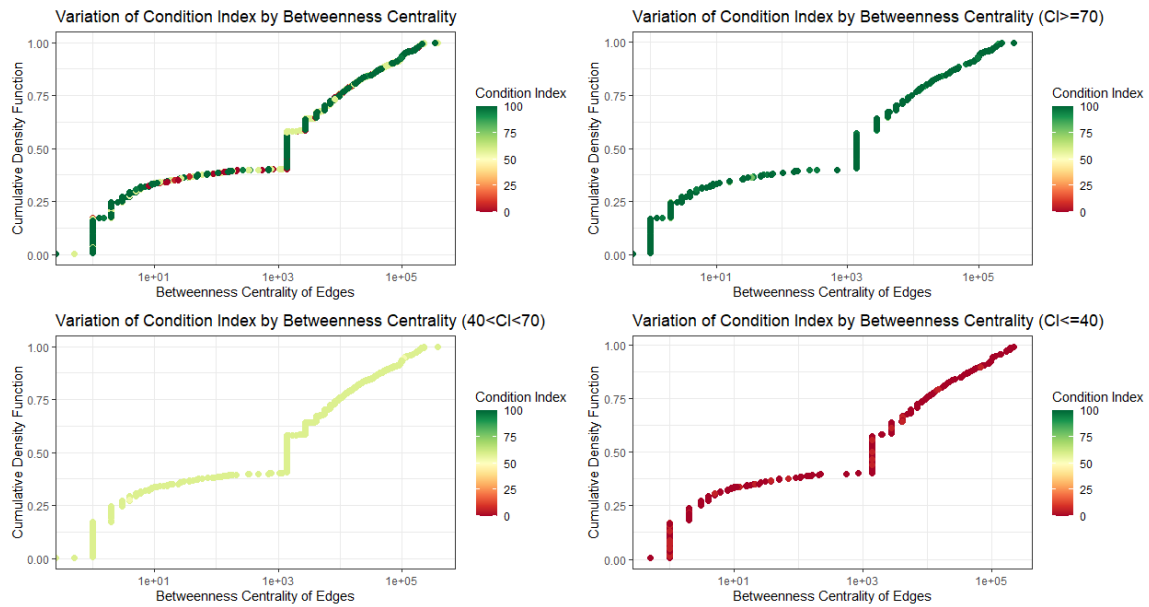 Variation of Condition Index by Betweenness Centrality
Cumulative Density Function
1.00
0.75
0.50
0.25
0.00
1e+01
1e+03
1e+05
Betweenness Centrality of Edges
Condition Index
100
75
50
25
0
Variation of Condition Index by Betweenness Centrality (CI>=70)
Cumulative Density Function
1.00
0.75
0.50
0.25
0.00
1e+01
1e+03
1e+05
Betweenness Centrality of Edges
Condition Index
100
75
50
25
0
Variation of Condition Index by Betweenness Centrality (40<CI<70)
Cumulative Density Function
1.00
0.75
0.50
0.25
0.00
1e+01
1e+03
1e+05
Betweenness Centrality of Edges
Condition Index
100
75
50
25
0
Variation of Condition Index by Betweenness Centrality (CI<=40)
Cumulative Density Function
1.00
0.75
0.50
0.25
0.00
1e+01
1e+03
1e+05
Betweenness Centrality of Edges
Condition Index
100
75
50
25
0